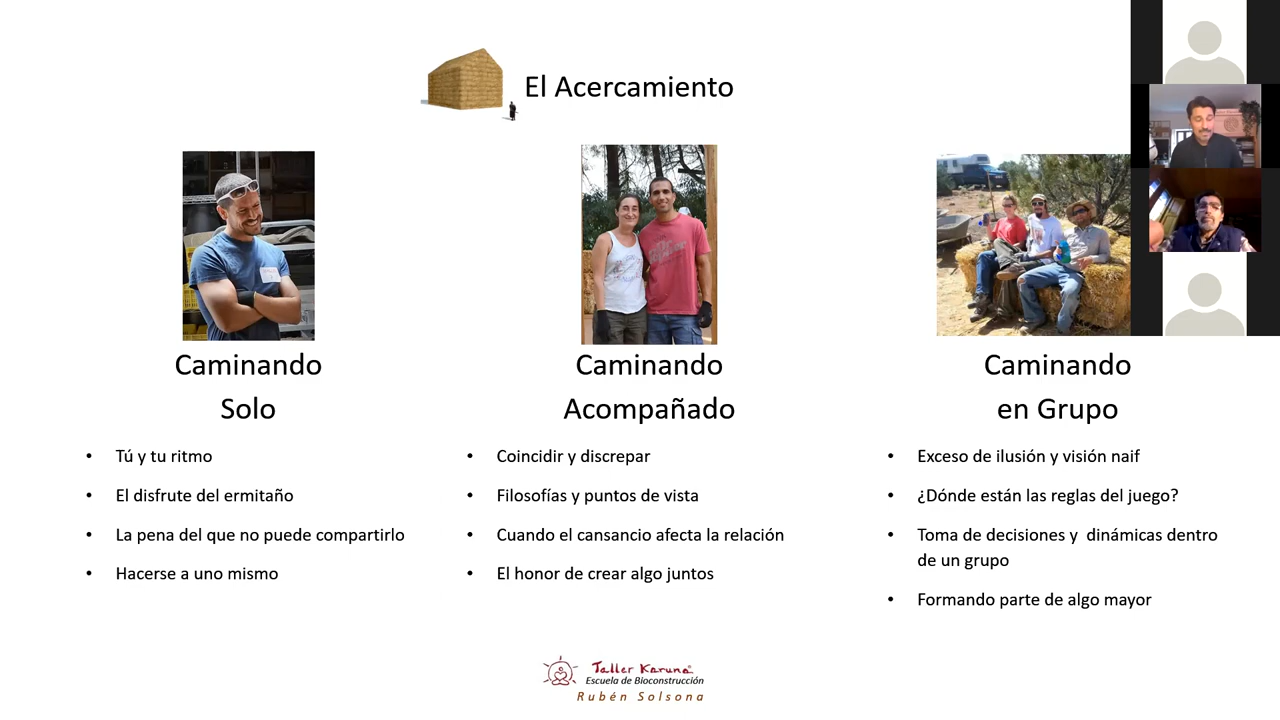 El Acercamiento
Caminando
Solo
• Tú y tu ritmo
• El disfrute del ermitaño
• La pena del que no puede compartirlo
• Hacerse a uno mismo
Caminando
Acompañado
• Coincidir y discrepar
• Filosofías y puntos de vista
• Cuando el cansancio afecta la relación
• El honor de crear algo juntos
Caminando
en Grupo
• Exceso de ilusión y visión naif
• ¿Dónde están las reglas del juego?
• Toma de decisiones y  dinámicas dentro
de un grupo
• Formando parte de algo mayor
Taller Karuna
Escuela de Bioconstrucción
Rubén Solsona